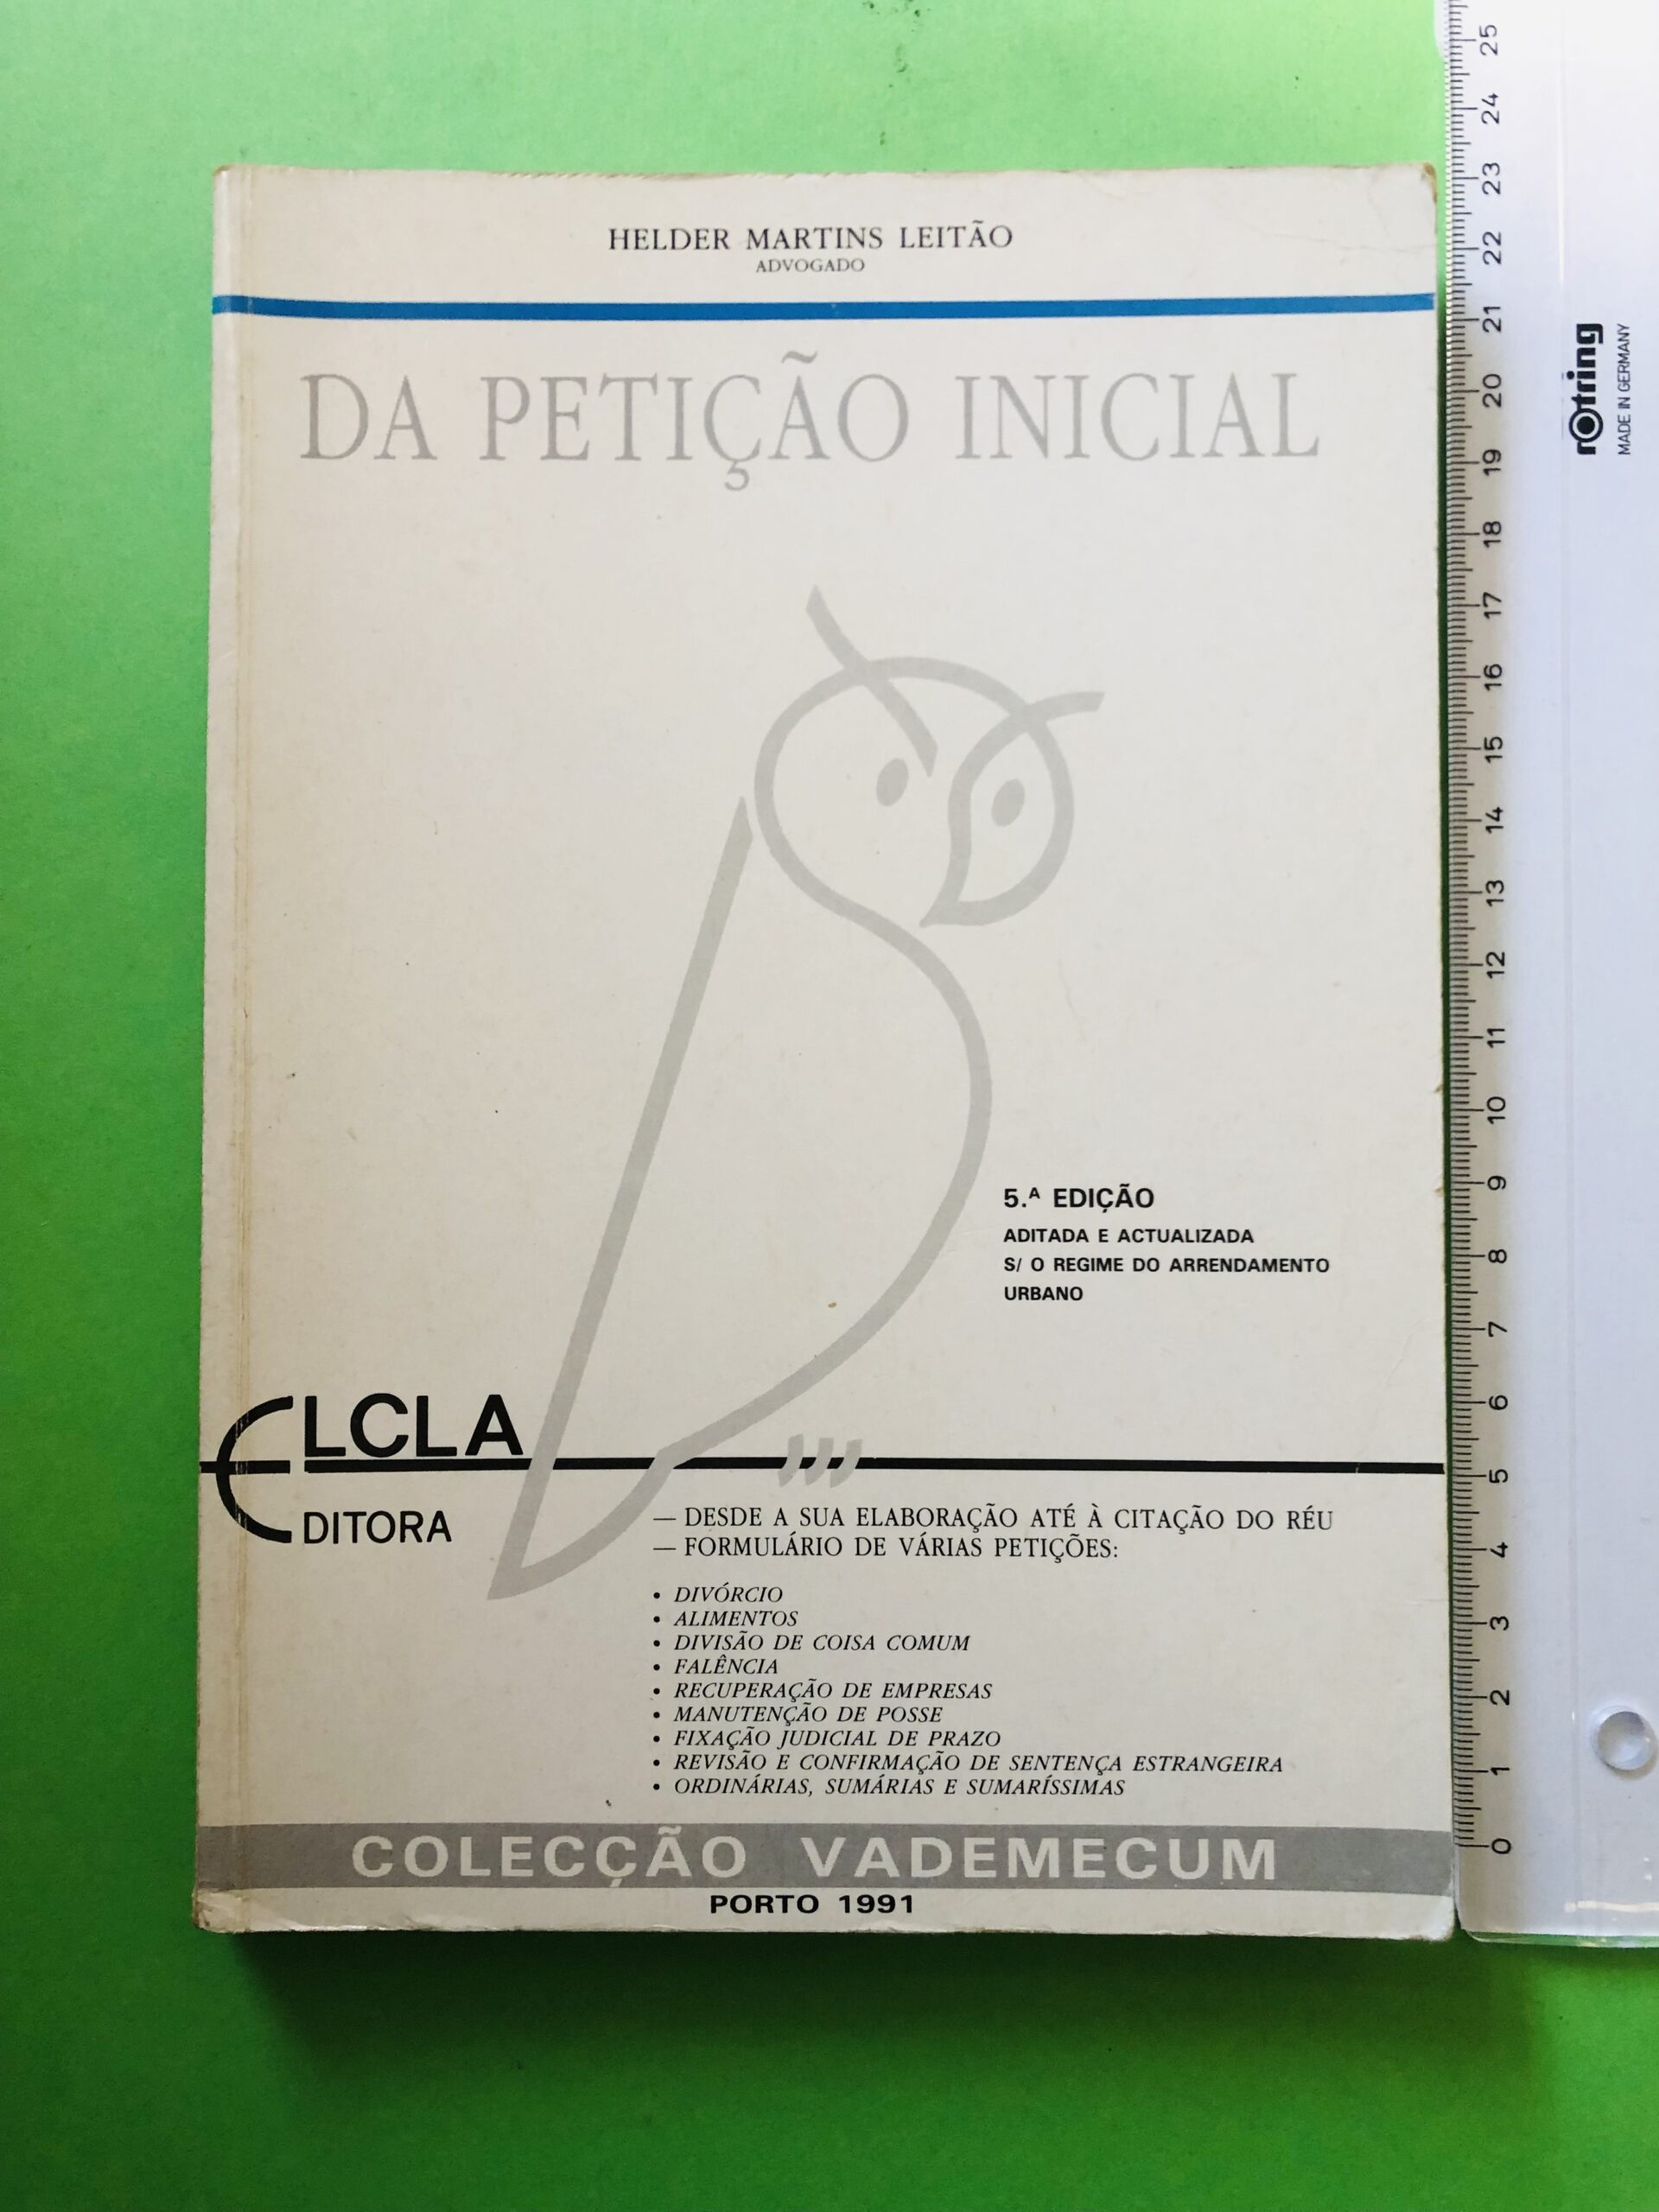 HELDER MARTINS LEITÃO
ADVOGADO
DA PETIÇÃO INICIAL
5.ᴬ EDIÇÃO
ADITADA E ACTUALIZADA
S/ O REGIME DO ARRENDAMENTO
URBANO
ELCLA
EDITORA
— DESDE A SUA ELABORAÇÃO ATÉ À CITAÇÃO DO RÉU
— FORMULÁRIO DE VÁRIAS PETIÇÕES:
• DIVÓRCIO
• ALIMENTOS
• DIVISÃO DE COISA COMUM
• FALÊNCIA
• RECUPERAÇÃO DE EMPRESAS
• MANUTENÇÃO DE POSSE
• FIXAÇÃO JUDICIAL DE PRAZO
• REVISÃO E CONFIRMAÇÃO DE SENTENÇA ESTRANGEIRA
• ORDINÁRIAS, SUMÁRIAS E SUMARÍSSIMAS
COLECÇÃO VADEMECUM
PORTO 1991
25
24
23
22
21
20
19
18
17
16
15
14
13
12
11
10
9
8
7
6
5
4
3
2
1
0
rotring
MADE IN GERMANY